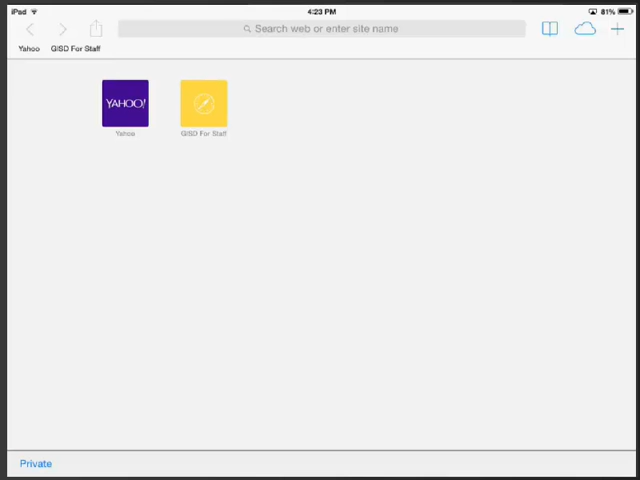 iPad 4:23 PM 81%
Search web or enter site name
Yahoo GISD For Staff
YAHOO!
Yahoo GISD For Staff
Private